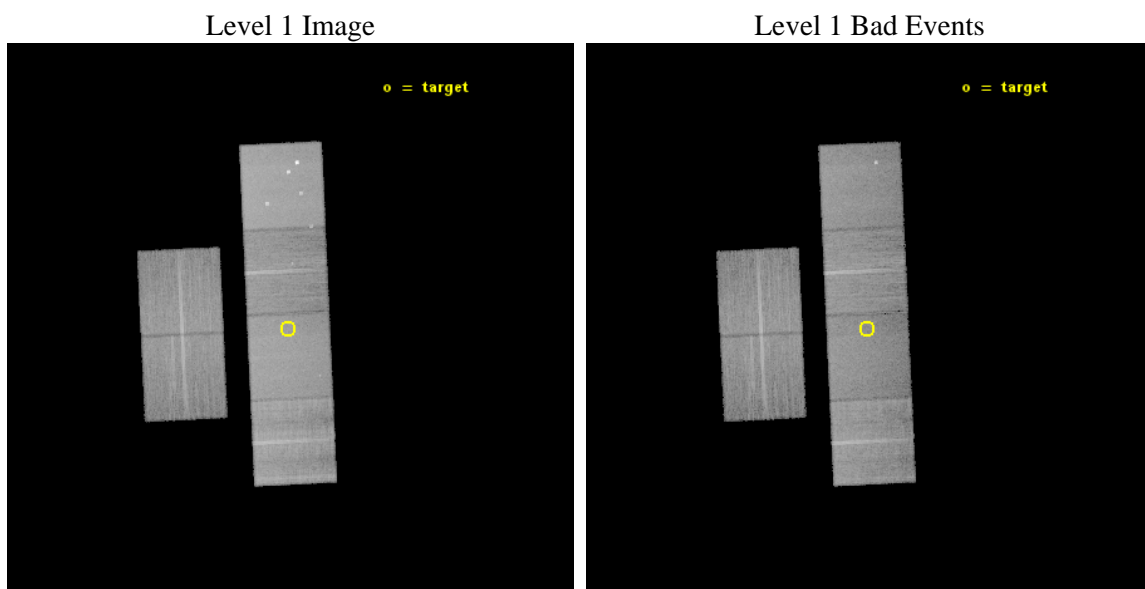 Level 1 Image
Level 1 Bad Events
o = target
o = target